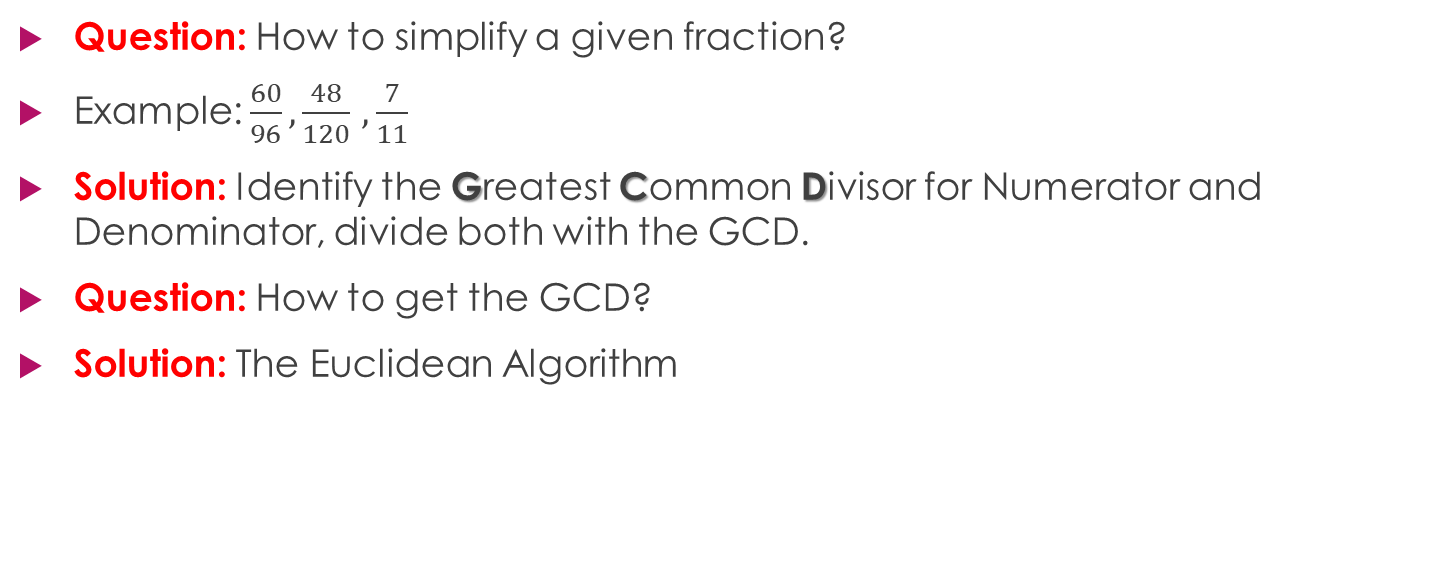 Question: How to simplify a given fraction?
Example: 60/96, 48/120, 7/11
Solution: Identify the Greatest Common Divisor for Numerator and
Denominator, divide both with the GCD.
Question: How to get the GCD?
Solution: The Euclidean Algorithm